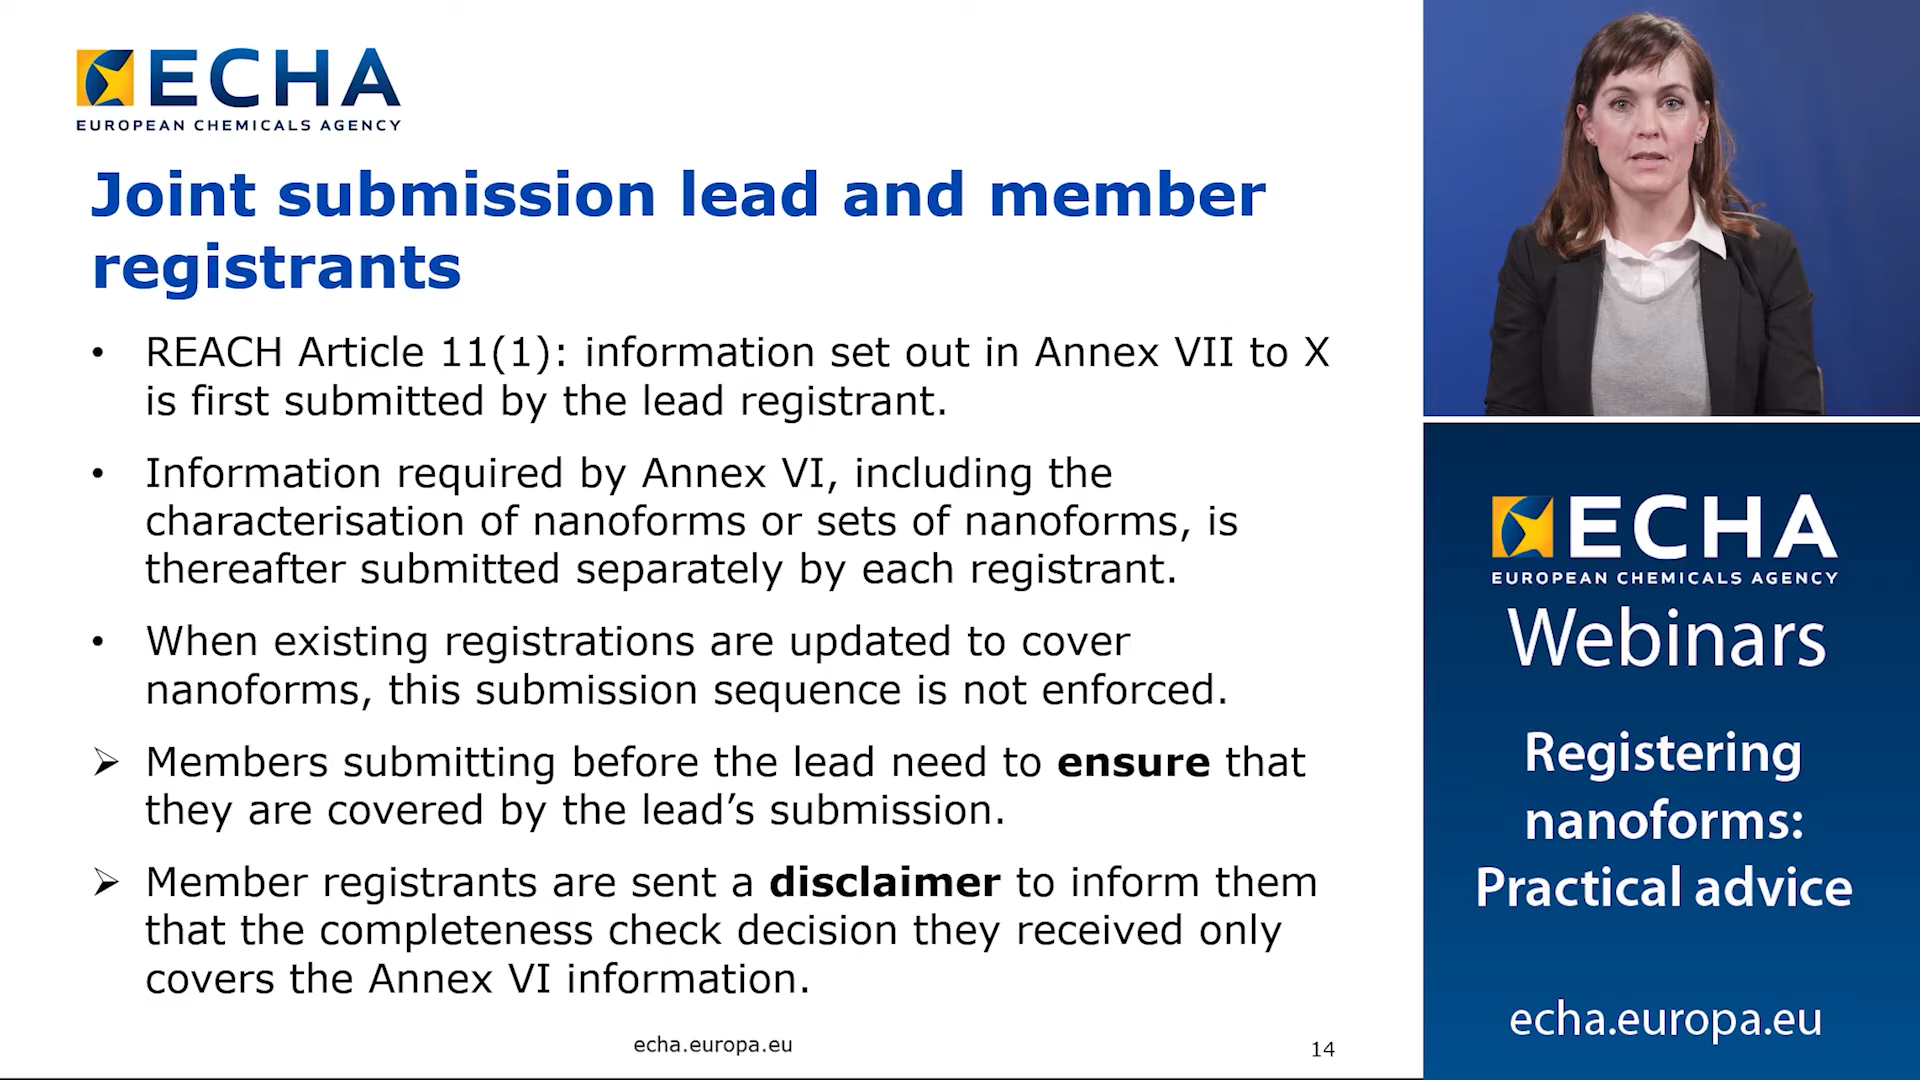 ECHA
EUROPEAN CHEMICALS AGENCY
Joint submission lead and member
registrants
• REACH Article 11(1): information set out in Annex VII to X
is first submitted by the lead registrant.
• Information required by Annex VI, including the
characterisation of nanoforms or sets of nanoforms, is
thereafter submitted separately by each registrant.
• When existing registrations are updated to cover
nanoforms, this submission sequence is not enforced.
➢ Members submitting before the lead need to ensure that
they are covered by the lead’s submission.
➢ Member registrants are sent a disclaimer to inform them
that the completeness check decision they received only
covers the Annex VI information.
echa.europa.eu
14
ECHA
EUROPEAN CHEMICALS AGENCY
Webinars
Registering
nanoforms:
Practical advice
echa.europa.eu